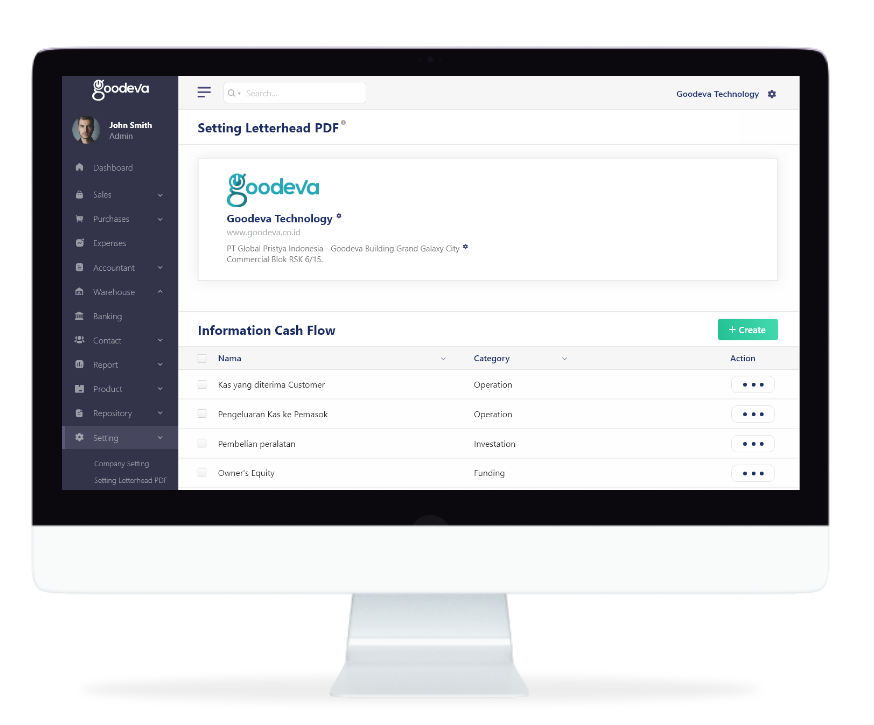 goodeva
John Smith
Admin
Dashboard
Sales
Purchases
Expenses
Accountant
Warehouse
Banking
Contact
Report
Product
Repository
Setting
Company Setting
Setting Letterhead PDF
Search...
Goodeva Technology
Setting Letterhead PDF
goodeva
Goodeva Technology
www.goodeva.co.id
PT Global Pristya Indonesia - Goodeva Building Grand Galaxy City
Commercial Blok RSK 6/15.
Information Cash Flow
+ Create
Nama Category Action
Kas yang diterima Customer Operation
Pengeluaran Kas ke Pemasok Operation
Pembelian peralatan Investation
Owner's Equity Funding